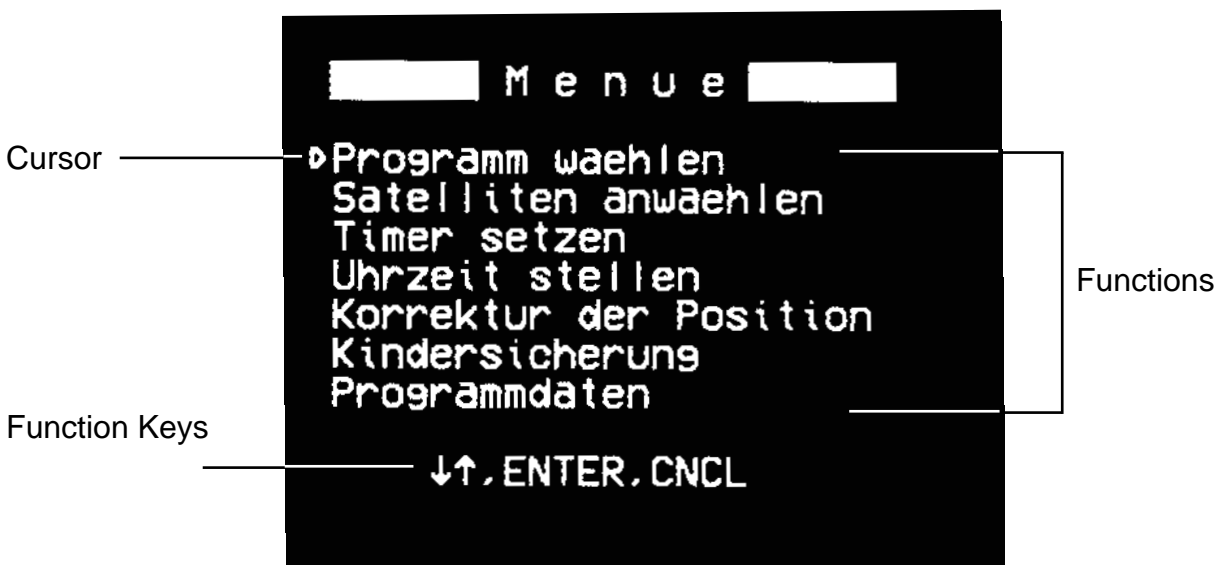 M e n u e
Cursor
Programm waehlen
Satelliten anwaehlen
Timer setzen
Uhrzeit stellen
Korrektur der Position
Kindersicherung
Programmdaten
Functions
Function Keys
↓↑,ENTER,CNCL